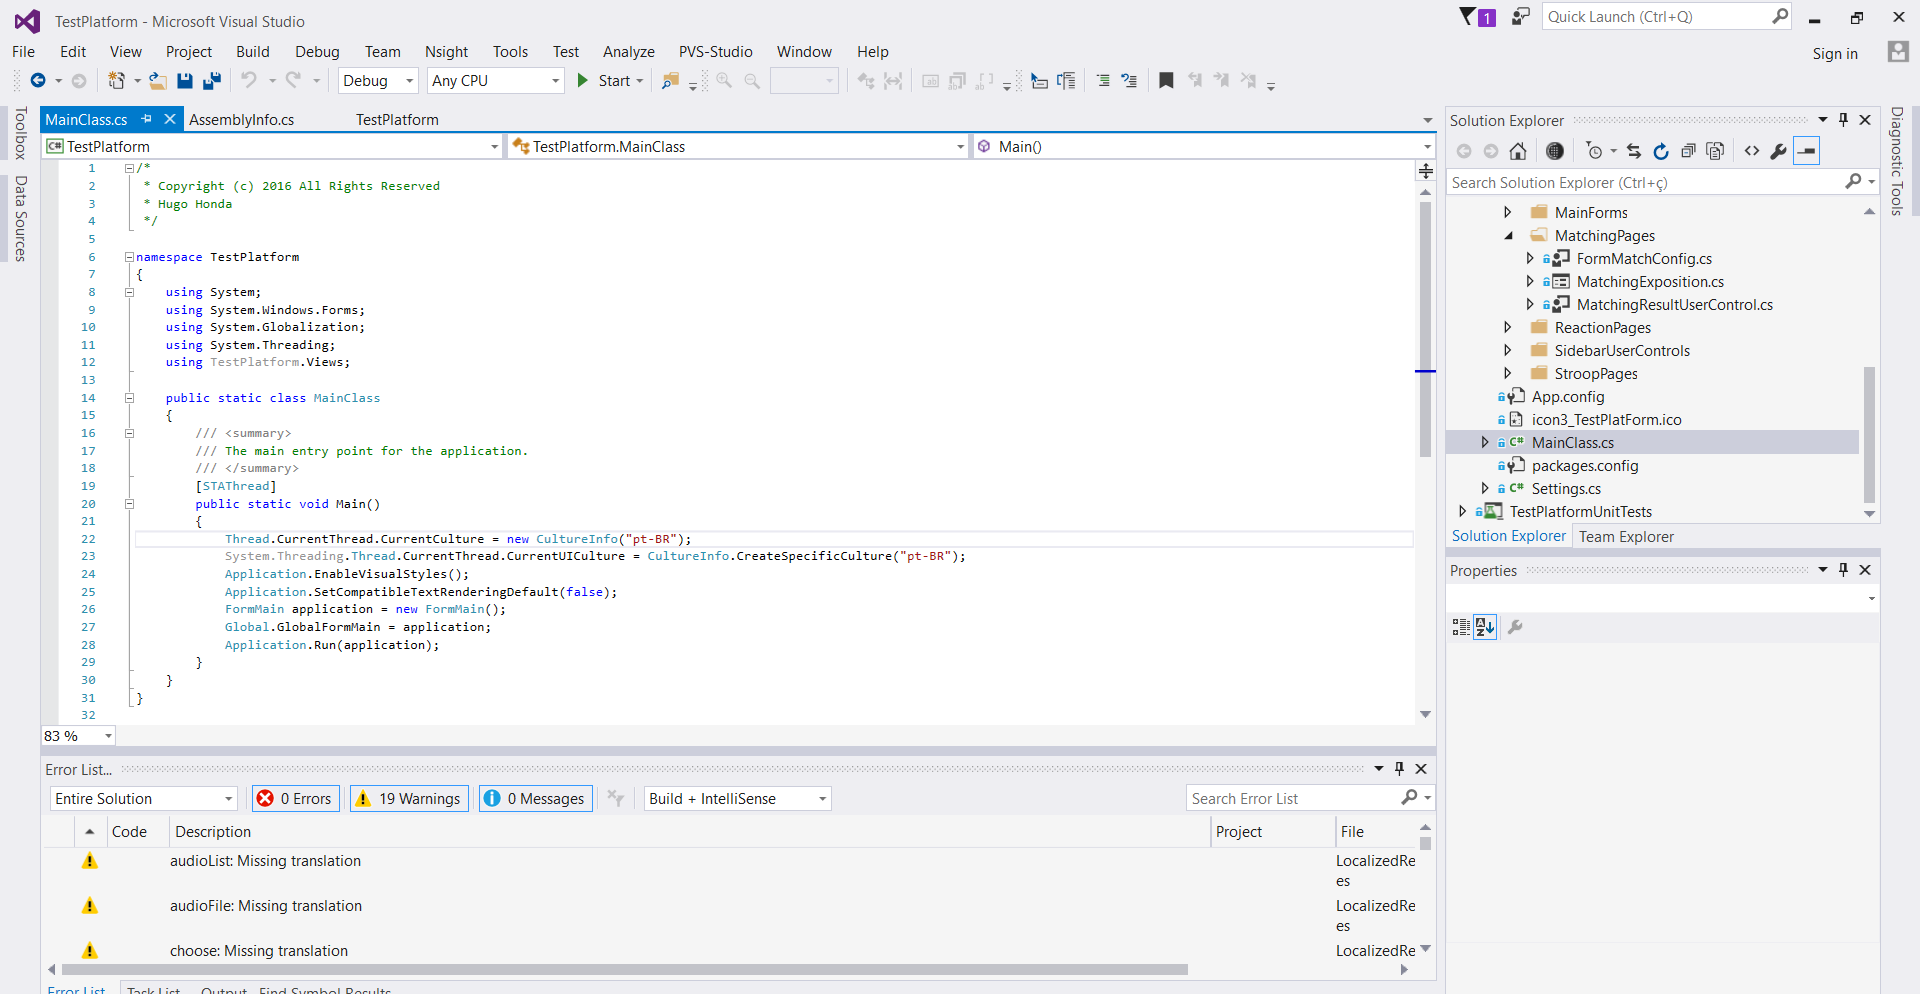 TestPlatform - Microsoft Visual Studio
1
Quick Launch (Ctrl+Q)
File Edit View Project Build Debug Team Nsight Tools Test Analyze PVS-Studio Window Help
Sign in
Debug Any CPU Start
Toolbox
Data Sources
MainClass.cs AssemblyInfo.cs TestPlatform
C# TestPlatform TestPlatform.MainClass Main()
1 /*
2 * Copyright (c) 2016 All Rights Reserved
3 * Hugo Honda
4 */
5
6 namespace TestPlatform
7 {
8 using System;
9 using System.Windows.Forms;
10 using System.Globalization;
11 using System.Threading;
12 using TestPlatform.Views;
13
14 public static class MainClass
15 {
16 /// <summary>
17 /// The main entry point for the application.
18 /// </summary>
19 [STAThread]
20 public static void Main()
21 {
22 Thread.CurrentThread.CurrentCulture = new CultureInfo("pt-BR");
23 System.Threading.Thread.CurrentThread.CurrentUICulture = CultureInfo.CreateSpecificCulture("pt-BR");
24 Application.EnableVisualStyles();
25 Application.SetCompatibleTextRenderingDefault(false);
26 FormMain application = new FormMain();
27 Global.GlobalFormMain = application;
28 Application.Run(application);
29 }
30 }
31 }
32
83 %
Error List...
Entire Solution 0 Errors 19 Warnings 0 Messages Build + IntelliSense Search Error List
Code Description Project File
audioList: Missing translation LocalizedRe
es
audioFile: Missing translation LocalizedRe
es
choose: Missing translation LocalizedRe
Error List Task List Output Find Symbol Results
Solution Explorer
Search Solution Explorer (Ctrl+ç)
MainForms
MatchingPages
FormMatchConfig.cs
MatchingExposition.cs
MatchingResultUserControl.cs
ReactionPages
SidebarUserControls
StroopPages
App.config
icon3_TestPlatForm.ico
C# MainClass.cs
packages.config
C# Settings.cs
TestPlatformUnitTests
Solution Explorer Team Explorer
Properties
Diagnostic Tools